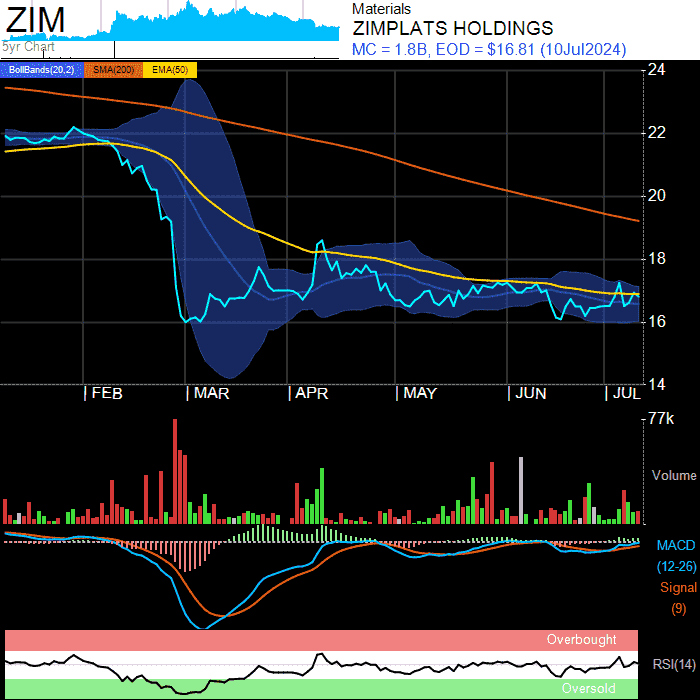 ZIM
5yr Chart
Materials
ZIMPLATS HOLDINGS
MC = 1.8B, EOD = $16.81 (10Jul2024)
BollBands(20,2) SMA(200) EMA(50)
24
22
20
18
16
14
FEB MAR APR MAY JUN JUL
77k
Volume
MACD
(12-26)
Signal
(9)
Overbought
RSI(14)
Oversold